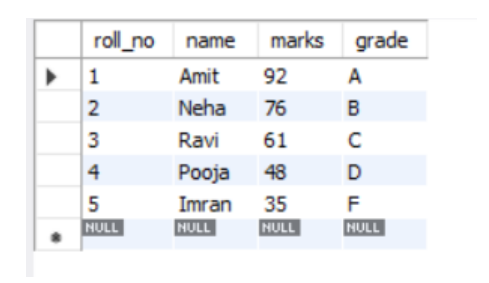 roll_no name marks grade
1 Amit 92 A
2 Neha 76 B
3 Ravi 61 C
4 Pooja 48 D
5 Imran 35 F
NULL NULL NULL NULL